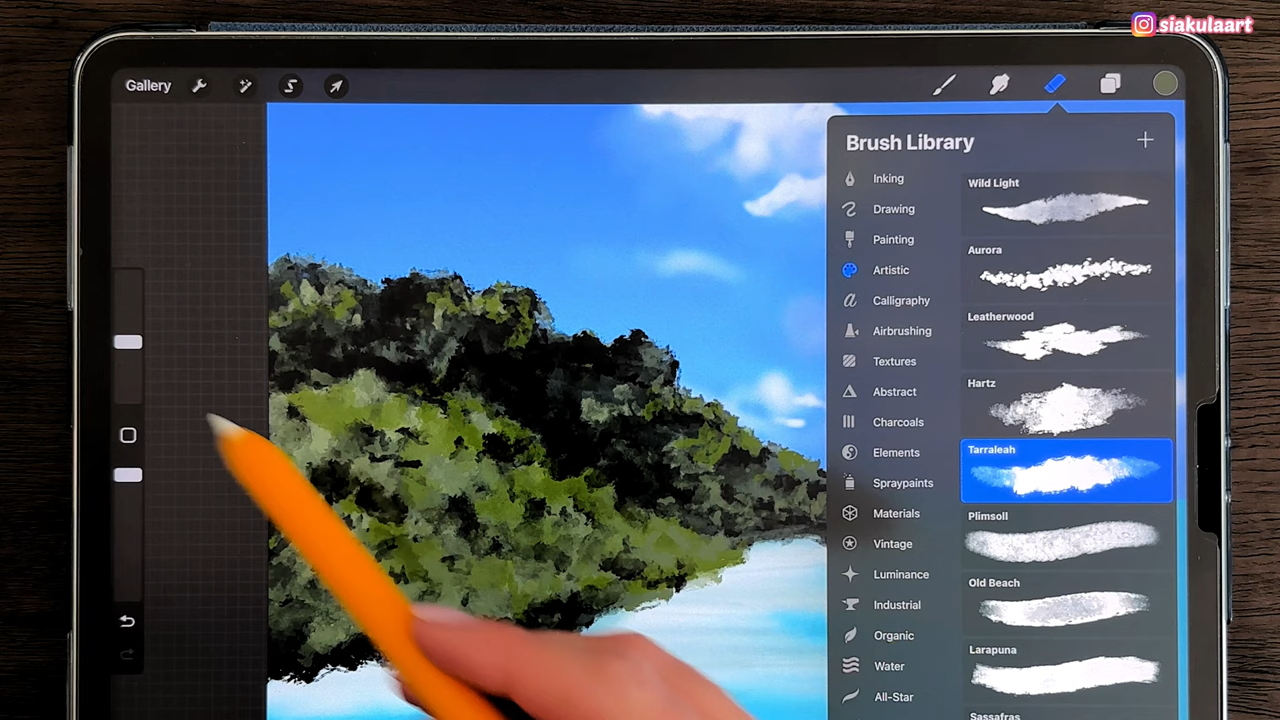 siakulaart
Gallery
Brush Library
Inking
Drawing
Painting
Artistic
Calligraphy
Airbrushing
Textures
Abstract
Charcoals
Elements
Spraypaints
Materials
Vintage
Luminance
Industrial
Organic
Water
All-Star
Wild Light
Aurora
Leatherwood
Hartz
Tarraleah
Plimsoll
Old Beach
Larapuna
Sassafras